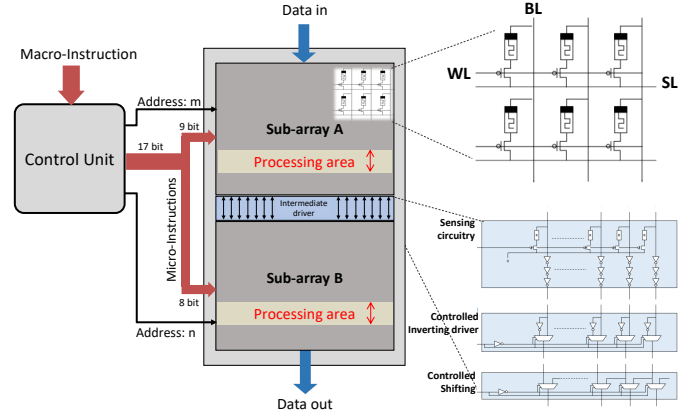 Data in
BL
Macro-Instruction
WL
SL
Address: m
9 bit
Sub-array A
Control Unit
17 bit
Processing area
Micro-Instructions
Intermediate
driver
Sensing
circuitry
Sub-array B
8 bit
Processing area
Controlled
Inverting driver
Address: n
Controlled
Shifting
Data out